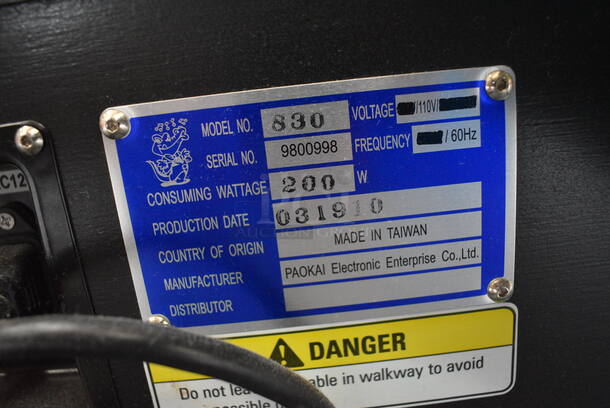 MODEL NO. 830 VOLTAGE /110V/
SERIAL NO. 9800998 FREQUENCY / 60Hz
CONSUMING WATTAGE 200 W
PRODUCTION DATE 031910
COUNTRY OF ORIGIN MADE IN TAIWAN
MANUFACTURER PAOKAI Electronic Enterprise Co.,Ltd.
DISTRIBUTOR
C12
DANGER
Do not in walkway to avoid